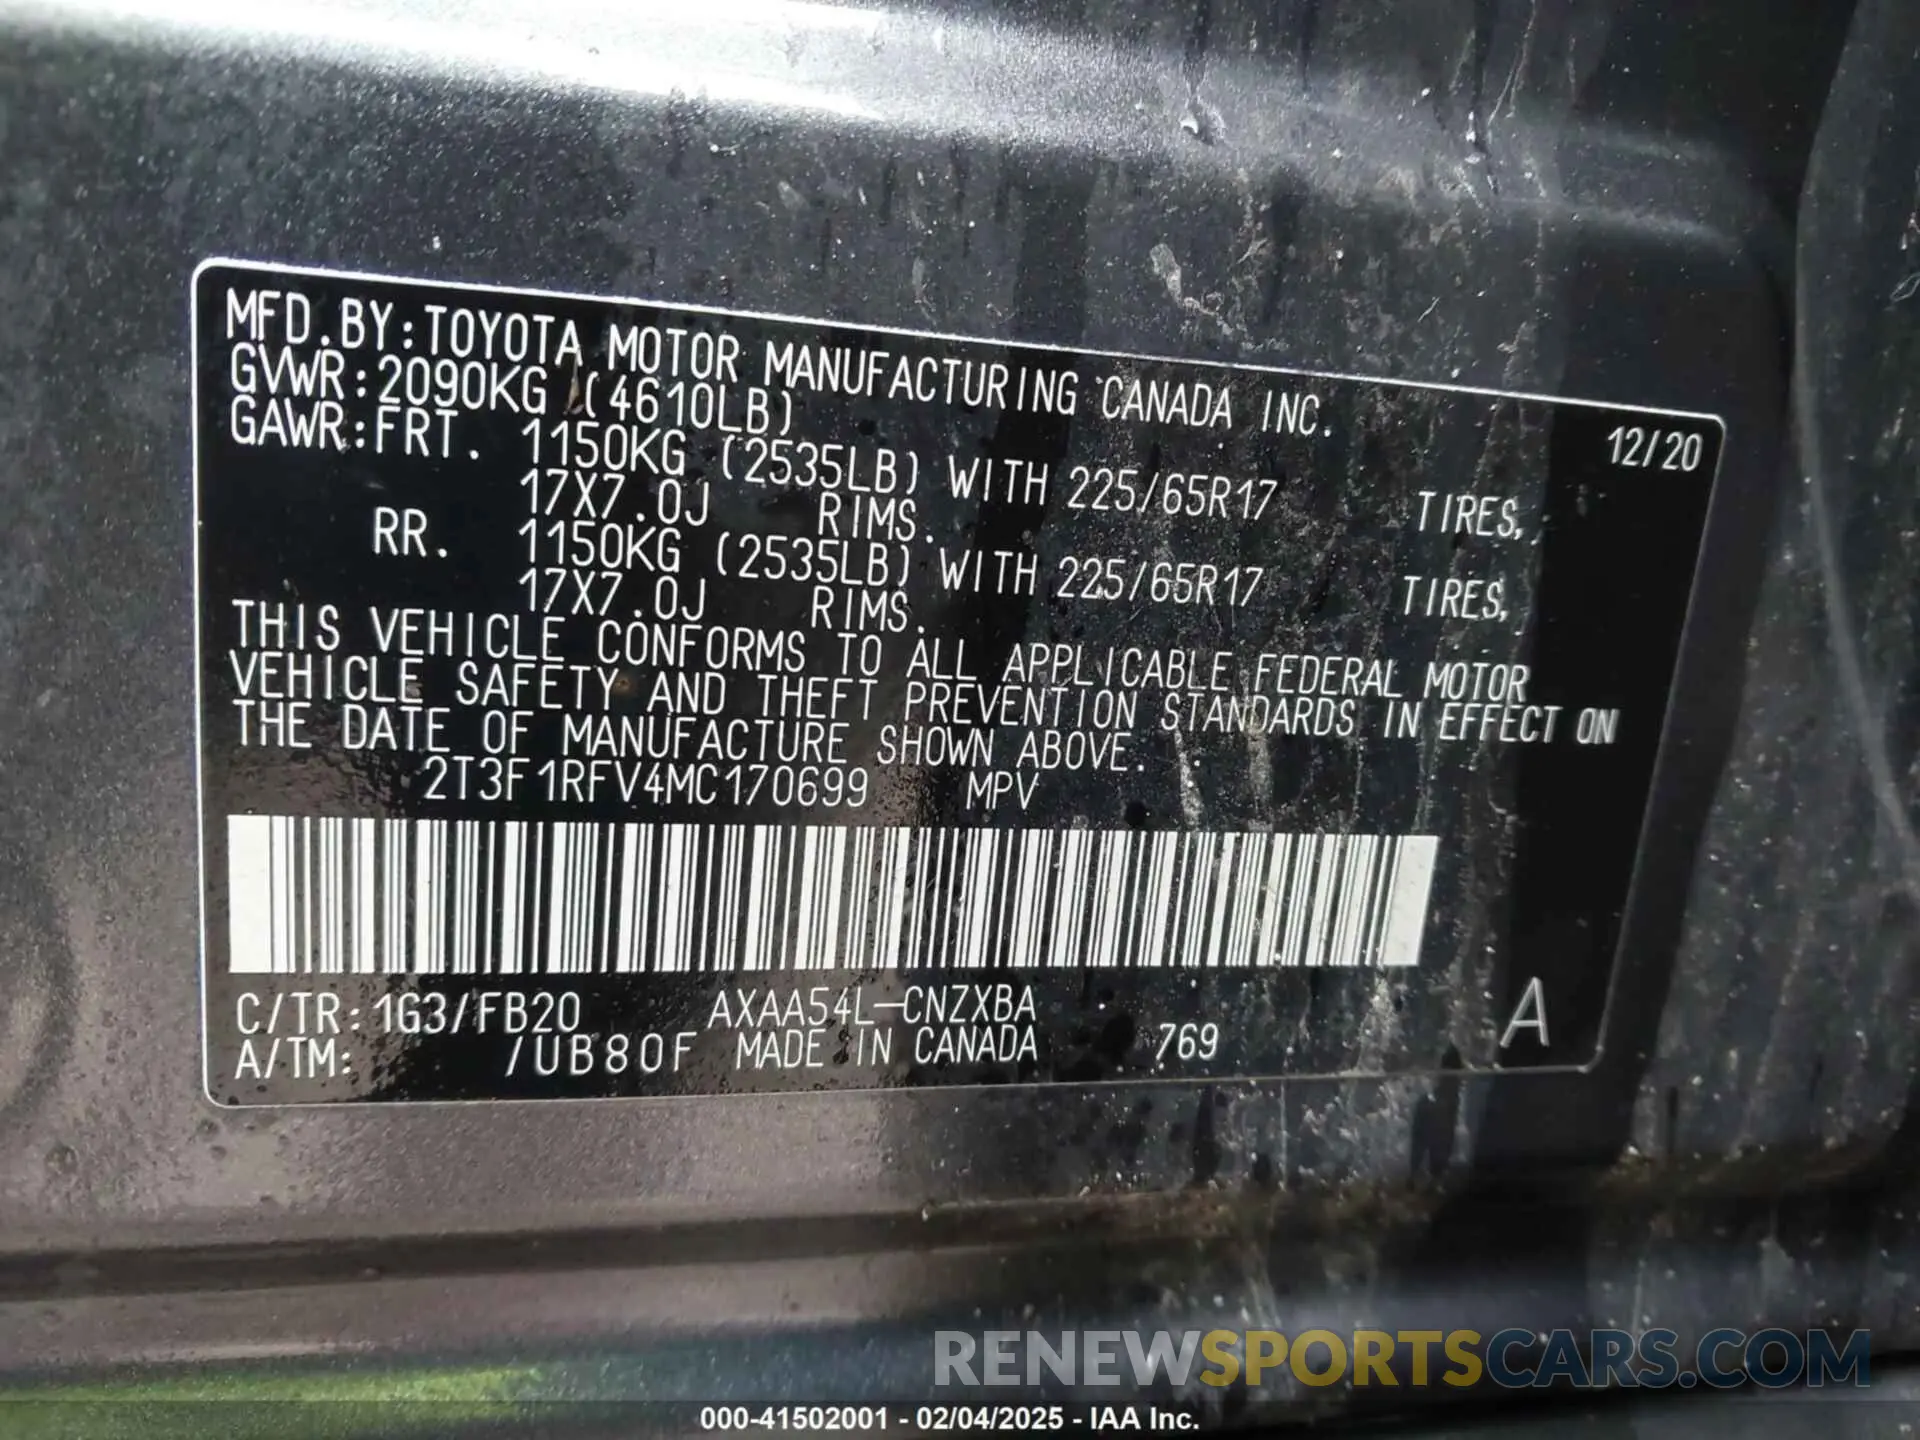 MFD.BY:TOYOTA MOTOR MANUFACTURING CANADA INC. 12/20
GVWR:2090KG (4610LB)
GAWR:FRT. 1150KG (2535LB) WITH 225/65R17 TIRES,
17X7.0J RIMS.
RR. 1150KG (2535LB) WITH 225/65R17 TIRES,
17X7.0J RIMS.
THIS VEHICLE CONFORMS TO ALL APPLICABLE FEDERAL MOTOR
VEHICLE SAFETY AND THEFT PREVENTION STANDARDS IN EFFECT ON
THE DATE OF MANUFACTURE SHOWN ABOVE.
2T3F1RFV4MC170699 MPV
C/TR:1G3/FB20 AXAA54L-CNZXBA
A/TM: /UB80F MADE IN CANADA 769 A
RENEWSPORTSCARS.COM
000-41502001 - 02/04/2025 - IAA Inc.